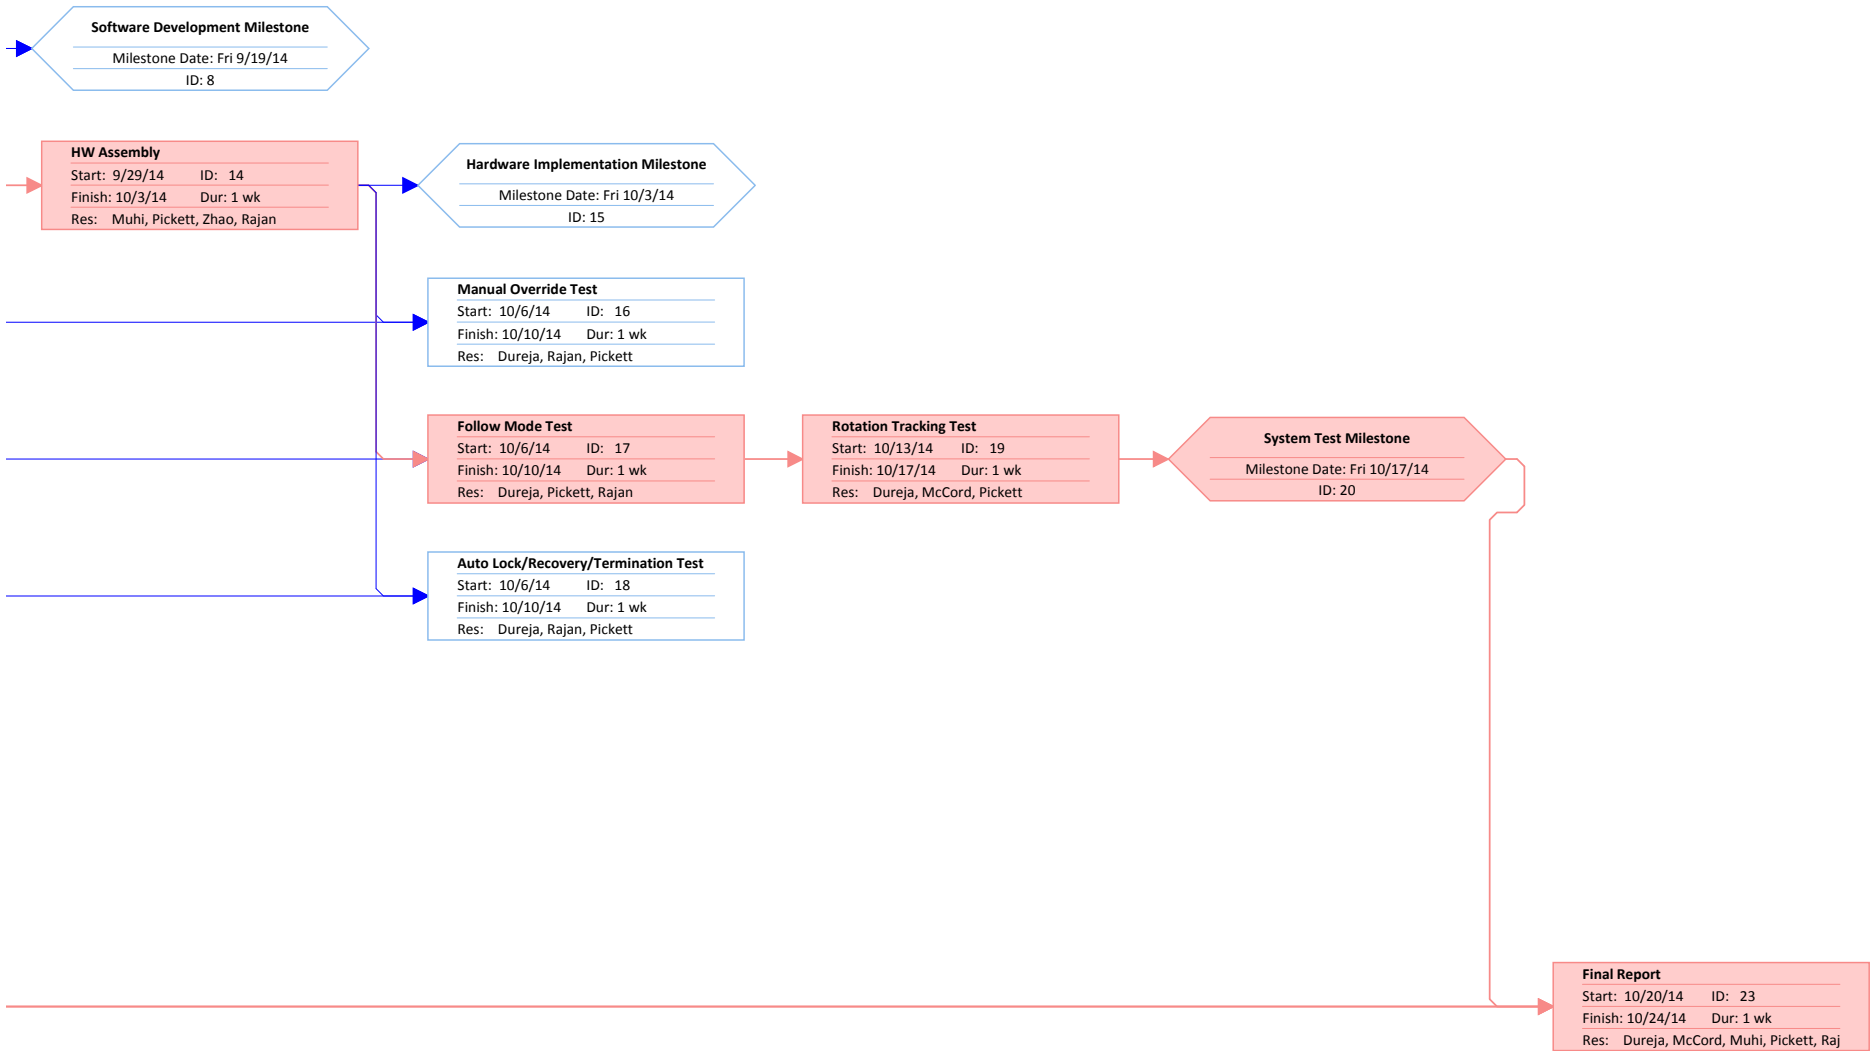 Software Development Milestone
Milestone Date: Fri 9/19/14
ID: 8
HW Assembly
Start: 9/29/14 ID: 14
Finish: 10/3/14 Dur: 1 wk
Res: Muhi, Pickett, Zhao, Rajan
Hardware Implementation Milestone
Milestone Date: Fri 10/3/14
ID: 15
Manual Override Test
Start: 10/6/14 ID: 16
Finish: 10/10/14 Dur: 1 wk
Res: Dureja, Rajan, Pickett
Follow Mode Test
Start: 10/6/14 ID: 17
Finish: 10/10/14 Dur: 1 wk
Res: Dureja, Pickett, Rajan
Rotation Tracking Test
Start: 10/13/14 ID: 19
Finish: 10/17/14 Dur: 1 wk
Res: Dureja, McCord, Pickett
System Test Milestone
Milestone Date: Fri 10/17/14
ID: 20
Auto Lock/Recovery/Termination Test
Start: 10/6/14 ID: 18
Finish: 10/10/14 Dur: 1 wk
Res: Dureja, Rajan, Pickett
Final Report
Start: 10/20/14 ID: 23
Finish: 10/24/14 Dur: 1 wk
Res: Dureja, McCord, Muhi, Pickett, Raj